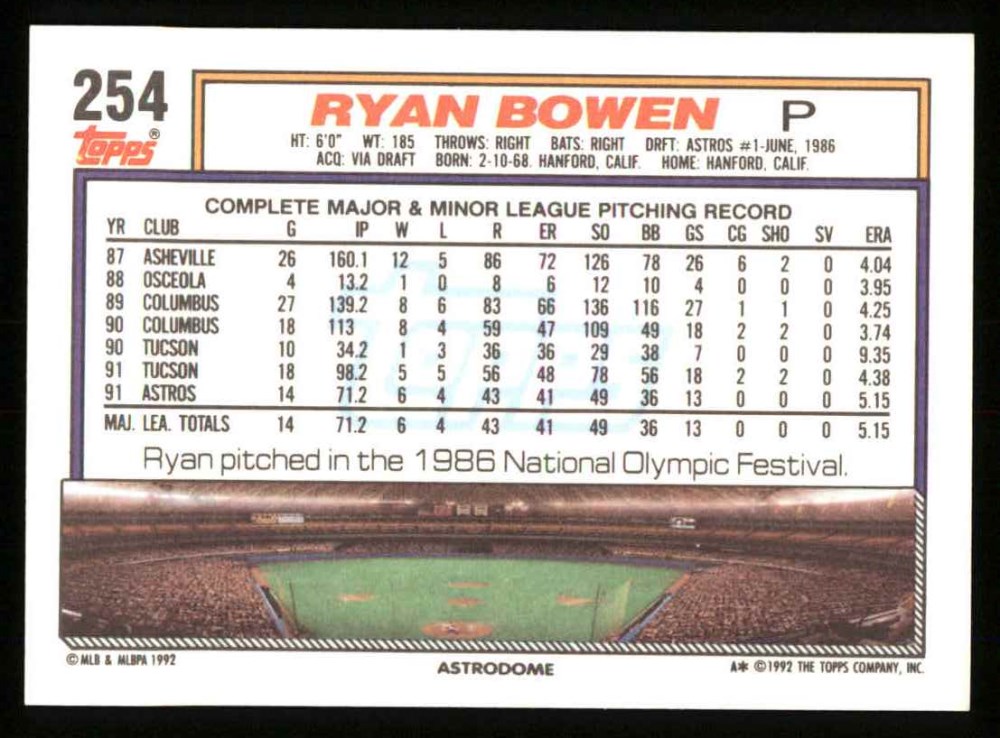 254
Topps®
RYAN BOWEN P
HT: 6'0" WT: 185 THROWS: RIGHT BATS: RIGHT DRFT: ASTROS #1-JUNE, 1986
ACQ: VIA DRAFT BORN: 2-10-68. HANFORD, CALIF. HOME: HANFORD, CALIF.
COMPLETE MAJOR & MINOR LEAGUE PITCHING RECORD
YR CLUB G IP W L R ER SO BB GS CG SHO SV ERA
87 ASHEVILLE 26 160.1 12 5 86 72 126 78 26 6 2 0 4.04
88 OSCEOLA 4 13.2 1 0 8 6 12 10 4 0 0 0 3.95
89 COLUMBUS 27 139.2 8 6 83 66 136 116 27 1 1 0 4.25
90 COLUMBUS 18 113 8 4 59 47 109 49 18 2 2 0 3.74
90 TUCSON 10 34.2 1 3 36 36 29 38 7 0 0 0 9.35
91 TUCSON 18 98.2 5 5 56 48 78 56 18 2 2 0 4.38
91 ASTROS 14 71.2 6 4 43 41 49 36 13 0 0 0 5.15
MAJ. LEA. TOTALS 14 71.2 6 4 43 41 49 36 13 0 0 0 5.15
Topps
Ryan pitched in the 1986 National Olympic Festival.
© MLB & MLBPA 1992
ASTRODOME
A* ©1992 THE TOPPS COMPANY, INC.